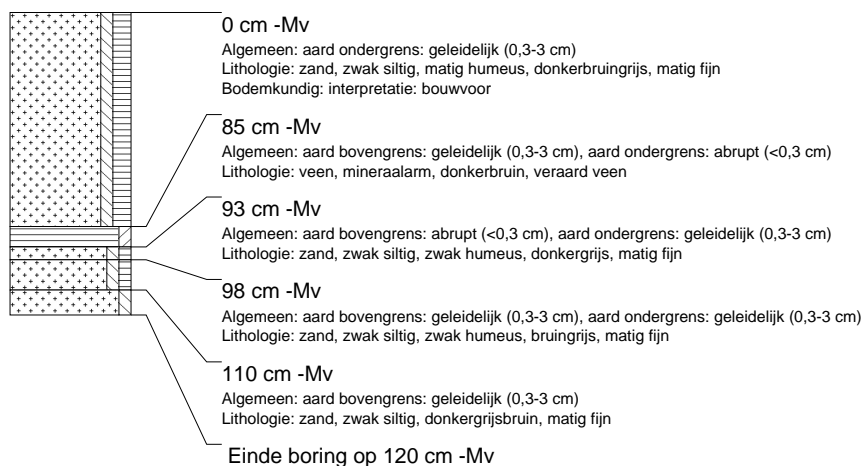 0 cm -Mv
Algemeen: aard ondergrens: geleidelijk (0,3-3 cm)
Lithologie: zand, zwak siltig, matig humeus, donkerbruingrijs, matig fijn
Bodemkundig: interpretatie: bouwvoor
85 cm -Mv
Algemeen: aard bovengrens: geleidelijk (0,3-3 cm), aard ondergrens: abrupt (<0,3 cm)
Lithologie: veen, mineraalarm, donkerbruin, veraard veen
93 cm -Mv
Algemeen: aard bovengrens: abrupt (<0,3 cm), aard ondergrens: geleidelijk (0,3-3 cm)
Lithologie: zand, zwak siltig, zwak humeus, donkergrijs, matig fijn
98 cm -Mv
Algemeen: aard bovengrens: geleidelijk (0,3-3 cm), aard ondergrens: geleidelijk (0,3-3 cm)
Lithologie: zand, zwak siltig, zwak humeus, bruingrijs, matig fijn
110 cm -Mv
Algemeen: aard bovengrens: geleidelijk (0,3-3 cm)
Lithologie: zand, zwak siltig, donkergrijsbruin, matig fijn
Einde boring op 120 cm -Mv